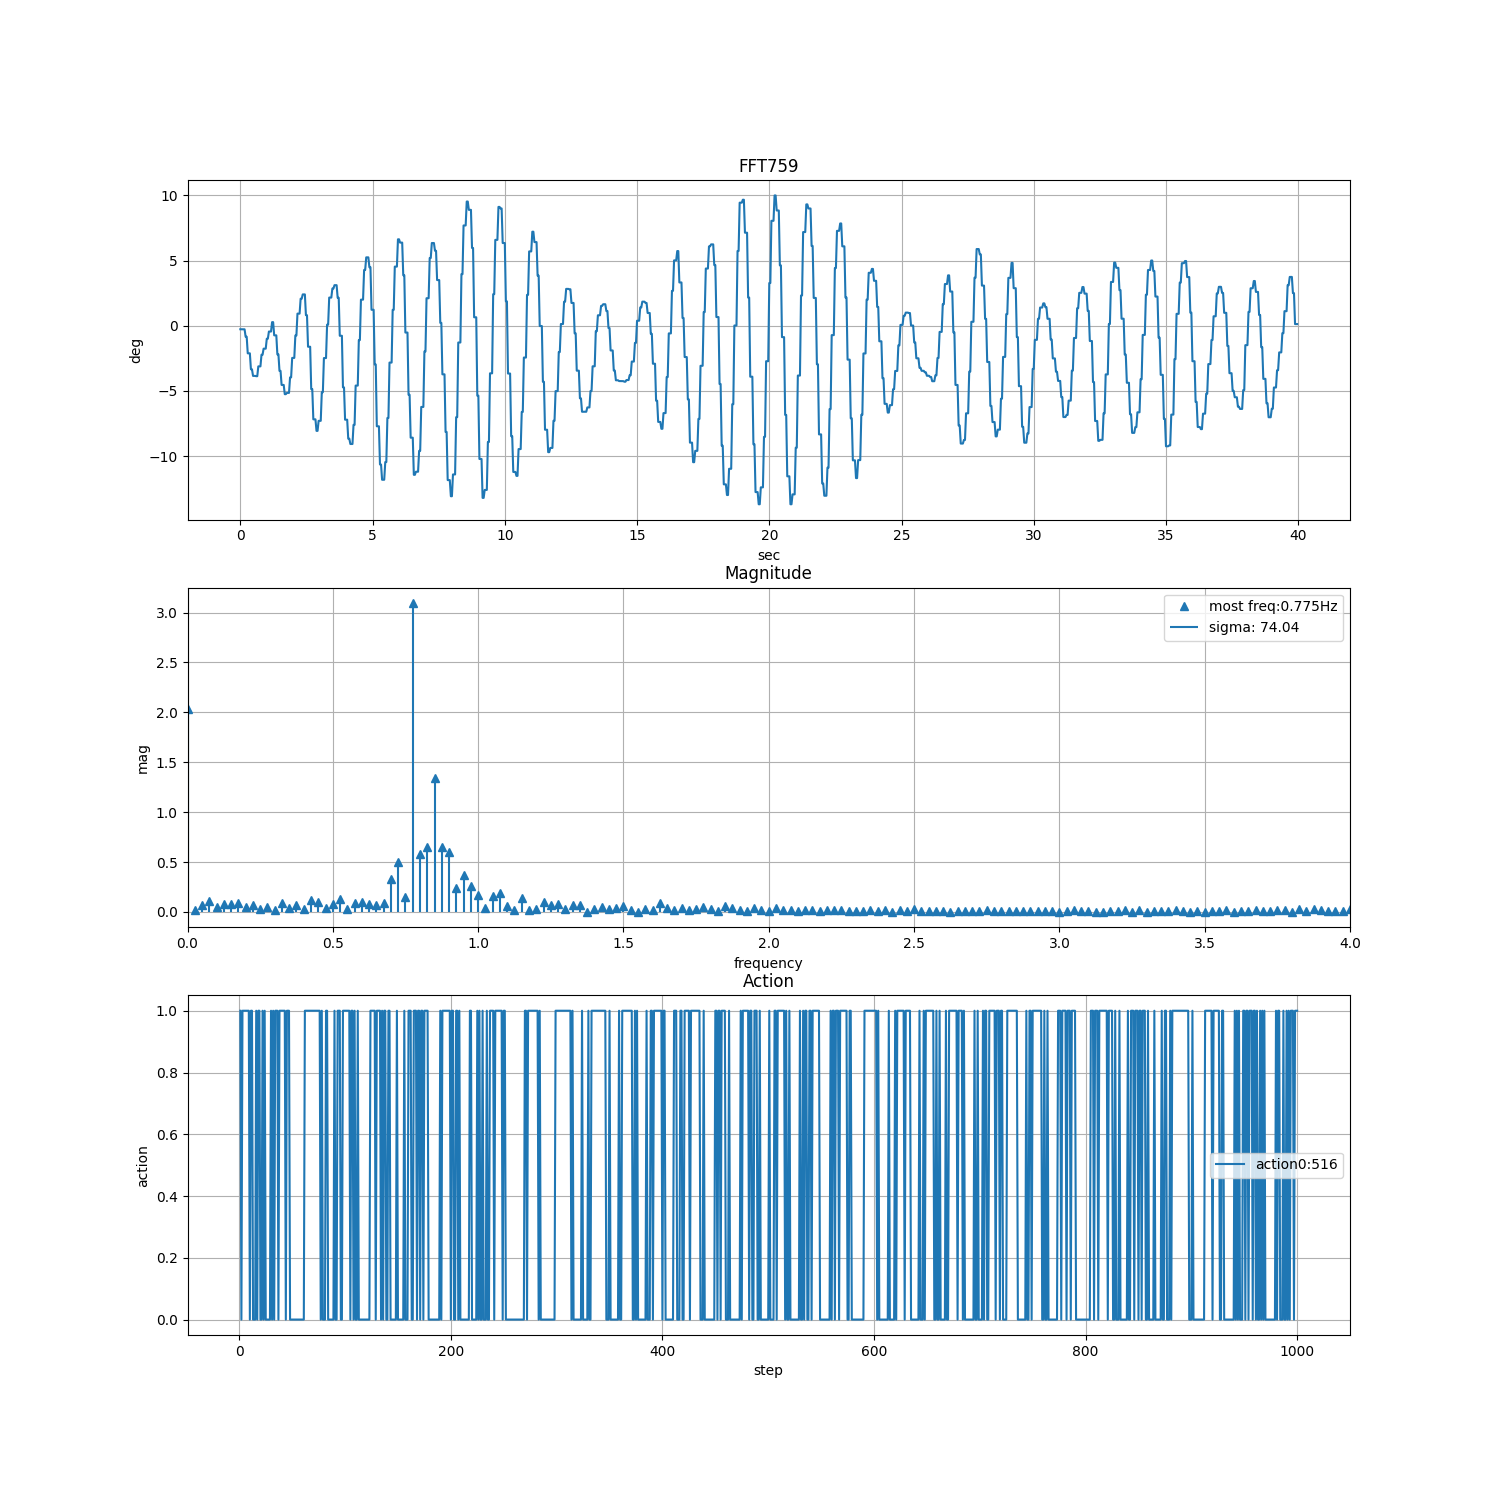 FFT759
10
5
0
−5
−10
deg
0 5 10 15 20 25 30 35 40
sec
Magnitude
3.0
2.5
2.0
1.5
1.0
0.5
0.0
mag
most freq:0.775Hz
sigma: 74.04
0.0 0.5 1.0 1.5 2.0 2.5 3.0 3.5 4.0
frequency
Action
1.0
0.8
0.6
0.4
0.2
0.0
action
action0:516
0 200 400 600 800 1000
step